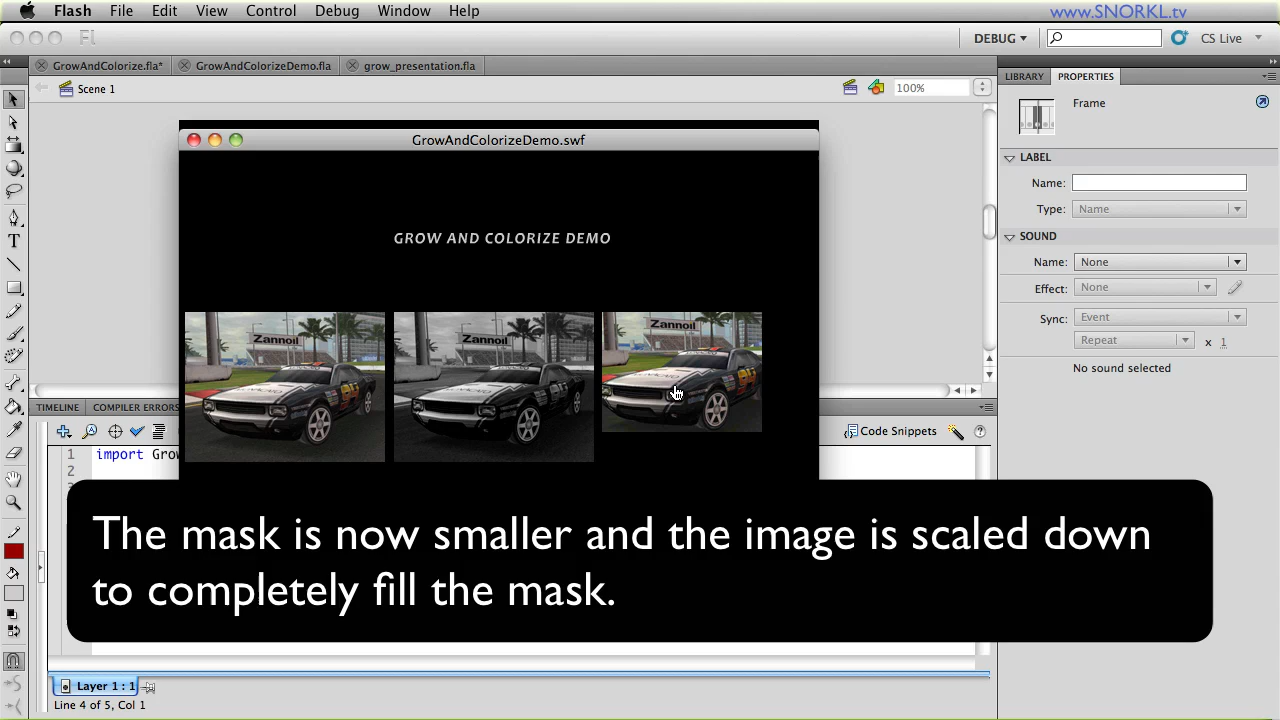 Flash File Edit View Control Debug Window Help
www.SNORKL.tv
Fl
DEBUG
CS Live
GrowAndColorize.fla*
GrowAndColorizeDemo.fla
grow_presentation.fla
Scene 1
100%
LIBRARY PROPERTIES
Frame
LABEL
Name:
Type: Name
SOUND
Name: None
Effect: None
Sync: Event
Repeat x 1
No sound selected
GrowAndColorizeDemo.swf
GROW AND COLORIZE DEMO
Zannoil
Zannoil
Zannoil
TIMELINE COMPILER ERRORS
Code Snippets
1 import Grow
2
The mask is now smaller and the image is scaled down
to completely fill the mask.
Layer 1 : 1
Line 4 of 5, Col 1